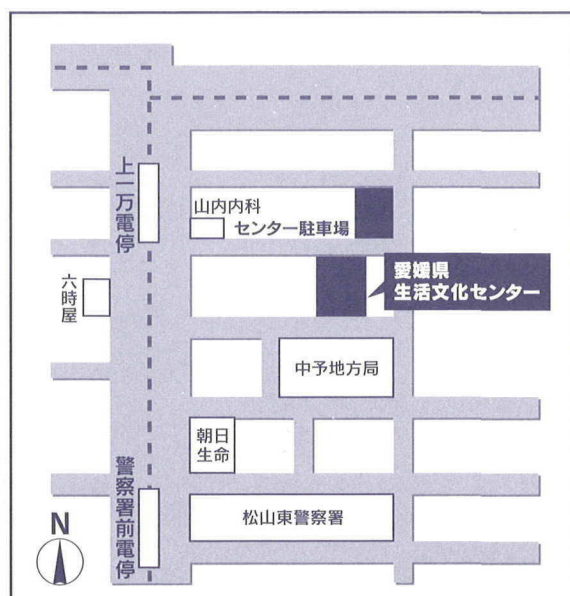 上一万電停
山内内科
センター駐車場
愛媛県
生活文化センター
六時屋
中予地方局
朝日
生命
警察署前電停
松山東警察署
N